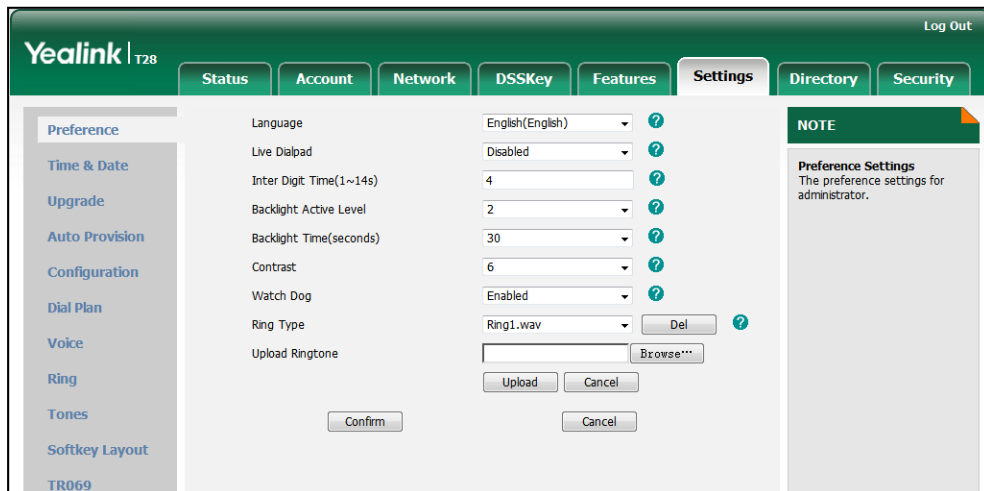 Log Out
Yealink T28
Status Account Network DSSKey Features Settings Directory Security
Preference
Time & Date
Upgrade
Auto Provision
Configuration
Dial Plan
Voice
Ring
Tones
Softkey Layout
TR069
Language English(English) ?
Live Dialpad Disabled ?
Inter Digit Time(1~14s) 4 ?
Backlight Active Level 2 ?
Backlight Time(seconds) 30 ?
Contrast 6 ?
Watch Dog Enabled ?
Ring Type Ring1.wav Del ?
Upload Ringtone Browse...
Upload Cancel
Confirm Cancel
NOTE
Preference Settings
The preference settings for
administrator.